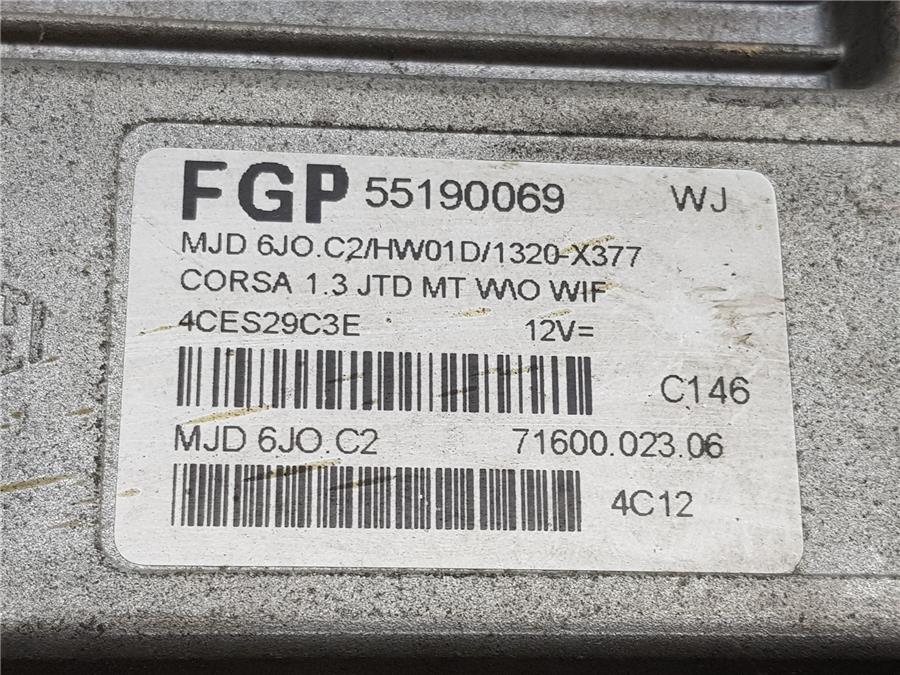 FGP 55190069 WJ
MJD 6JO.C2/HW01D/1320-X377
CORSA 1.3 JTD MT W\O WIF
4CES29C3E 12V=
C146
MJD 6JO.C2 71600.023.06
4C12